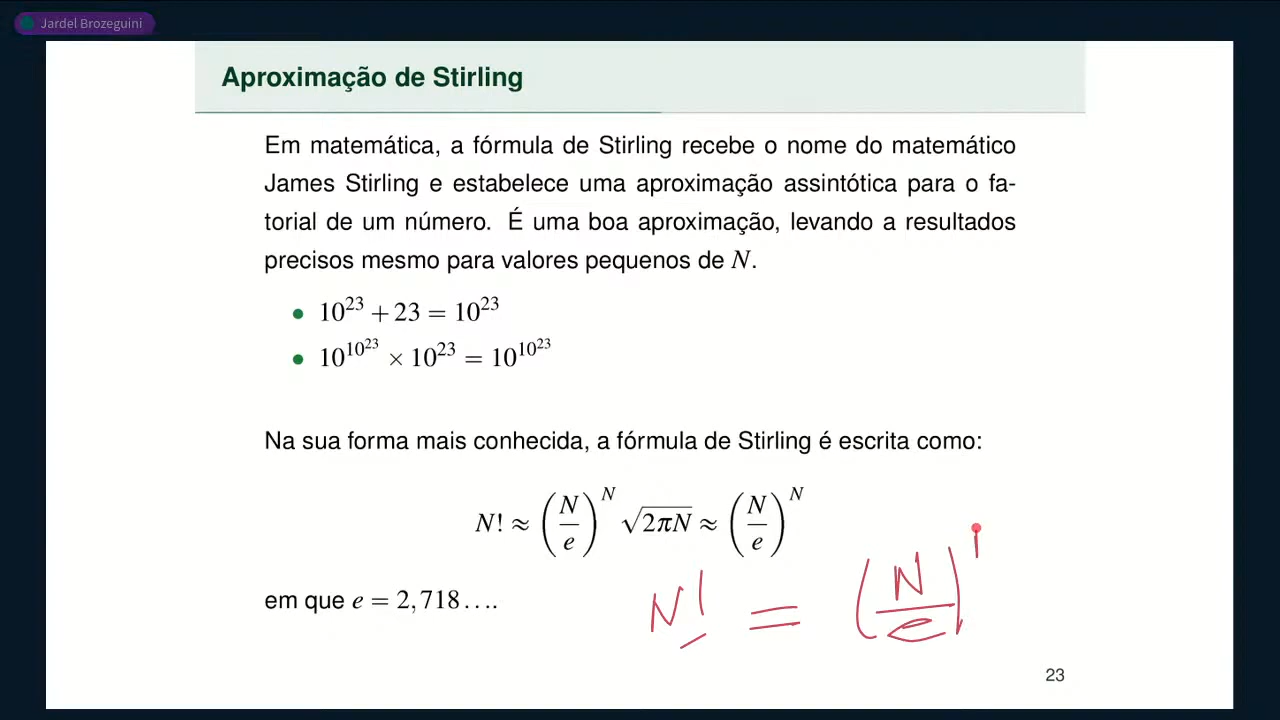 Jardel Brozeguini
Aproximação de Stirling
Em matemática, a fórmula de Stirling recebe o nome do matemático
James Stirling e estabelece uma aproximação assintótica para o fa-
torial de um número. É uma boa aproximação, levando a resultados
precisos mesmo para valores pequenos de N.
• 10^{23} + 23 = 10^{23}
• 10^{10^{23}} × 10^{23} = 10^{10^{23}}
Na sua forma mais conhecida, a fórmula de Stirling é escrita como:
N! ≈ (N/e)^N √(2πN) ≈ (N/e)^N
em que e = 2,718....
N! = (N/e)
23